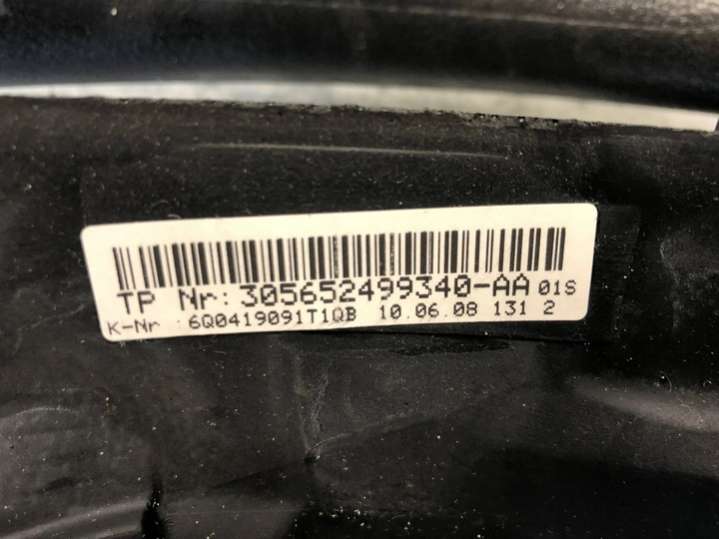 TP Nr: 305652499340-AA 01S
K-Nr : 6Q0419091T1QB 10.06.08 131 2